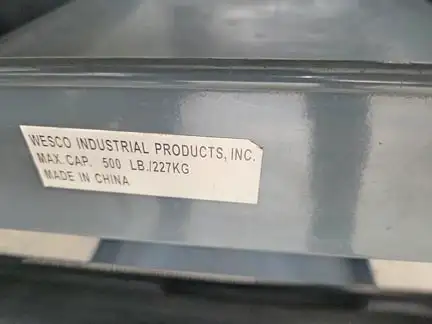 WESCO INDUSTRIAL PRODUCTS, INC.
MAX. CAP. 500 LB./227KG
MADE IN CHINA